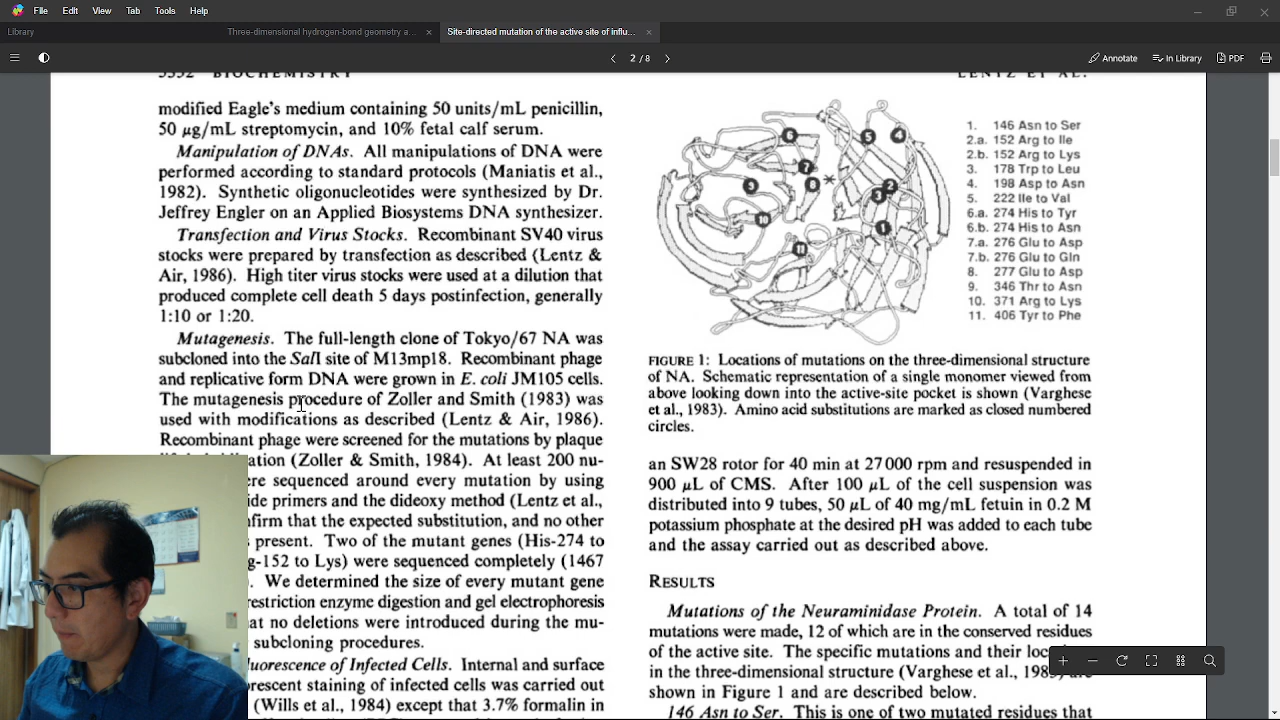 File Edit View Tab Tools Help
Library Three-dimensional hydrogen-bond geometry a... × Site-directed mutation of the active site of influ... ×
2 / 8 Annotate In Library PDF
5552 BIOCHEMISTRY
LENTZ ET AL.
modified Eagle's medium containing 50 units/mL penicillin,
50 μg/mL streptomycin, and 10% fetal calf serum.
Manipulation of DNAs. All manipulations of DNA were
performed according to standard protocols (Maniatis et al.,
1982). Synthetic oligonucleotides were synthesized by Dr.
Jeffrey Engler on an Applied Biosystems DNA synthesizer.
Transfection and Virus Stocks. Recombinant SV40 virus
stocks were prepared by transfection as described (Lentz &
Air, 1986). High titer virus stocks were used at a dilution that
produced complete cell death 5 days postinfection, generally
1:10 or 1:20.
Mutagenesis. The full-length clone of Tokyo/67 NA was
subcloned into the SalI site of M13mp18. Recombinant phage
and replicative form DNA were grown in E. coli JM105 cells.
The mutagenesis procedure of Zoller and Smith (1983) was
used with modifications as described (Lentz & Air, 1986).
Recombinant phage were screened for the mutations by plaque
ation (Zoller & Smith, 1984). At least 200 nu-
re sequenced around every mutation by using
ide primers and the dideoxy method (Lentz et al.,
nfirm that the expected substitution, and no other
s present. Two of the mutant genes (His-274 to
g-152 to Lys) were sequenced completely (1467
). We determined the size of every mutant gene
restriction enzyme digestion and gel electrophoresis
at no deletions were introduced during the mu-
subcloning procedures.
uorescence of Infected Cells. Internal and surface
rescent staining of infected cells was carried out
(Wills et al., 1984) except that 3.7% formalin in
6 5 4 7 8 9 2 3 10 1 11
1. 146 Asn to Ser
2.a. 152 Arg to Ile
2.b. 152 Arg to Lys
3. 178 Trp to Leu
4. 198 Asp to Asn
5. 222 Ile to Val
6.a. 274 His to Tyr
6.b. 274 His to Asn
7.a. 276 Glu to Asp
7.b. 276 Glu to Gln
8. 277 Glu to Asp
9. 346 Thr to Asn
10. 371 Arg to Lys
11. 406 Tyr to Phe
FIGURE 1: Locations of mutations on the three-dimensional structure
of NA. Schematic representation of a single monomer viewed from
above looking down into the active-site pocket is shown (Varghese
et al., 1983). Amino acid substitutions are marked as closed numbered
circles.
an SW28 rotor for 40 min at 27 000 rpm and resuspended in
900 μL of CMS. After 100 μL of the cell suspension was
distributed into 9 tubes, 50 μL of 40 mg/mL fetuin in 0.2 M
potassium phosphate at the desired pH was added to each tube
and the assay carried out as described above.
RESULTS
Mutations of the Neuraminidase Protein. A total of 14
mutations were made, 12 of which are in the conserved residues
of the active site. The specific mutations and their loc
in the three-dimensional structure (Varghese et al., 198 are
shown in Figure 1 and are described below.
146 Asn to Ser. This is one of two mutated residues that